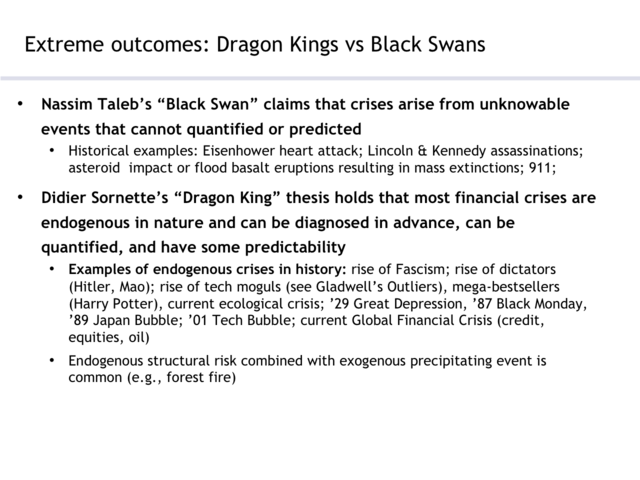 Extreme outcomes: Dragon Kings vs Black Swans
• Nassim Taleb’s “Black Swan” claims that crises arise from unknowable
events that cannot quantified or predicted
• Historical examples: Eisenhower heart attack; Lincoln & Kennedy assassinations;
asteroid  impact or flood basalt eruptions resulting in mass extinctions; 911;
• Didier Sornette’s “Dragon King” thesis holds that most financial crises are
endogenous in nature and can be diagnosed in advance, can be
quantified, and have some predictability
• Examples of endogenous crises in history: rise of Fascism; rise of dictators
(Hitler, Mao); rise of tech moguls (see Gladwell’s Outliers), mega-bestsellers
(Harry Potter), current ecological crisis; ’29 Great Depression, ’87 Black Monday,
’89 Japan Bubble; ’01 Tech Bubble; current Global Financial Crisis (credit,
equities, oil)
• Endogenous structural risk combined with exogenous precipitating event is
common (e.g., forest fire)